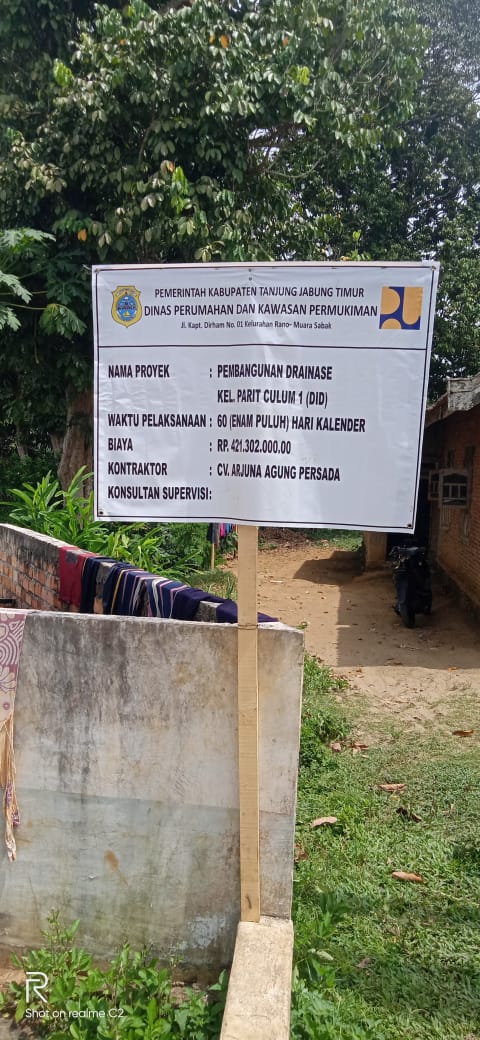 PEMERINTAH KABUPATEN TANJUNG JABUNG TIMUR
DINAS PERUMAHAN DAN KAWASAN PERMUKIMAN
Jl. Kapt. Dirham No. 01 Kelurahan Rano- Muara Sabak
NAMA PROYEK : PEMBANGUNAN DRAINASE
KEL. PARIT CULUM 1 (DID)
WAKTU PELAKSANAAN : 60 (ENAM PULUH) HARI KALENDER
BIAYA : RP. 421.302.000.00
KONTRAKTOR : CV. ARJUNA AGUNG PERSADA
KONSULTAN SUPERVISI:
R
Shot on realme C2